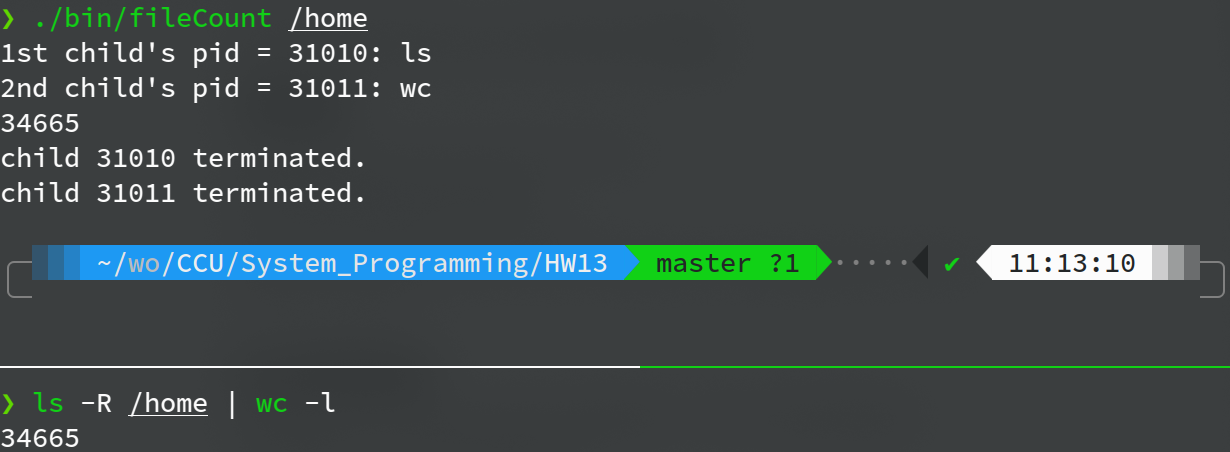 ❯ ./bin/fileCount /home
1st child's pid = 31010: ls
2nd child's pid = 31011: wc
34665
child 31010 terminated.
child 31011 terminated.
~/wo/CCU/System_Programming/HW13 master ?1 ····· ✔ 11:13:10
❯ ls -R /home | wc -l
34665